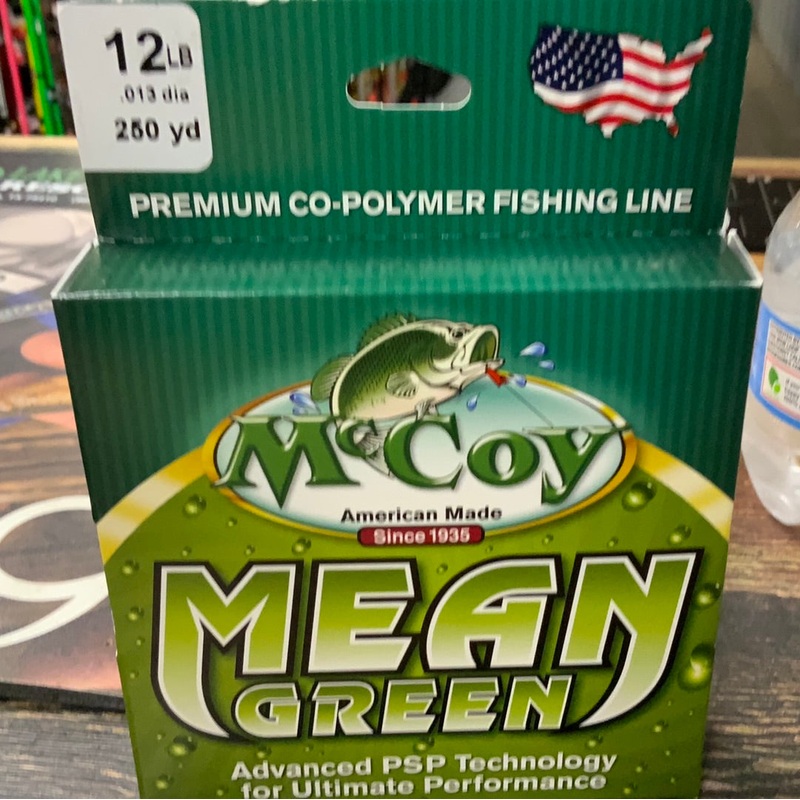 12LB
.013 dia
250 yd
PREMIUM CO-POLYMER FISHING LINE
McCoy
American Made
Since 1935
MEAN
GREEN
Advanced PSP Technology
for Ultimate Performance